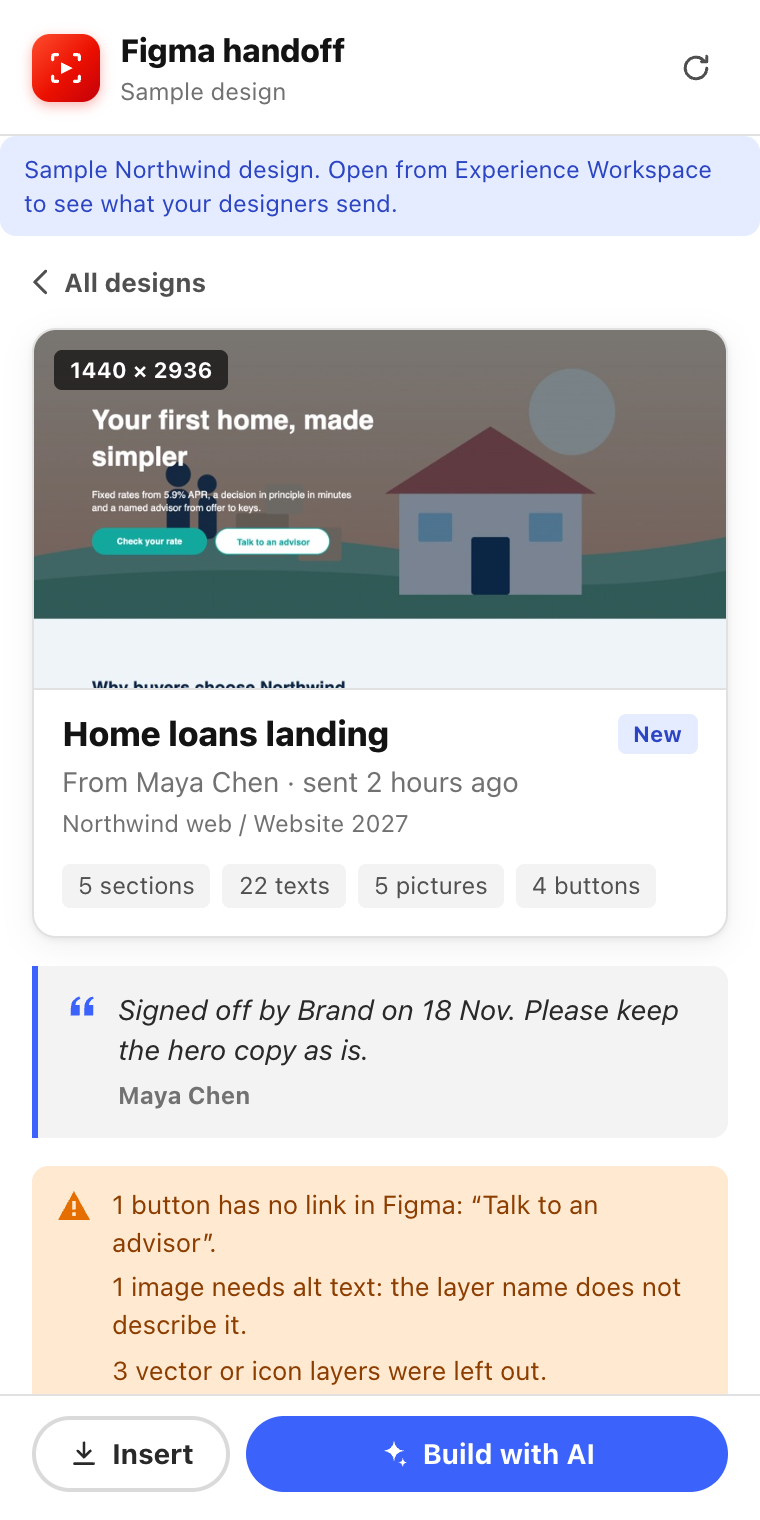 Figma handoff
Sample design
Sample Northwind design. Open from Experience Workspace
to see what your designers send.
All designs
1440 × 2936
Your first home, made
simpler
Fixed rates from 5.9% APR, a decision in principle in minutes
and a named advisor from offer to keys.
Check your rate
Talk to an advisor
Why buyers choose Northwind
Home loans landing
New
From Maya Chen · sent 2 hours ago
Northwind web / Website 2027
5 sections
22 texts
5 pictures
4 buttons
Signed off by Brand on 18 Nov. Please keep
the hero copy as is.
Maya Chen
1 button has no link in Figma: “Talk to an
advisor”.
1 image needs alt text: the layer name does not
describe it.
3 vector or icon layers were left out.
Insert
Build with AI